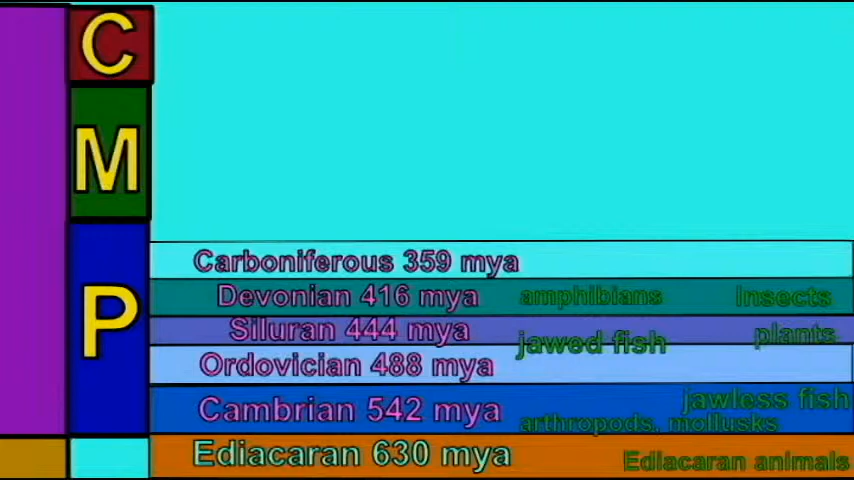 C
M
P
Carboniferous 359 mya
Devonian 416 mya amphibians Insects
Siluran 444 mya plants
jawed fish
Ordovician 488 mya
Cambrian 542 mya jawless fish
arthropods, mollusks
Ediacaran 630 mya Ediacaran animals